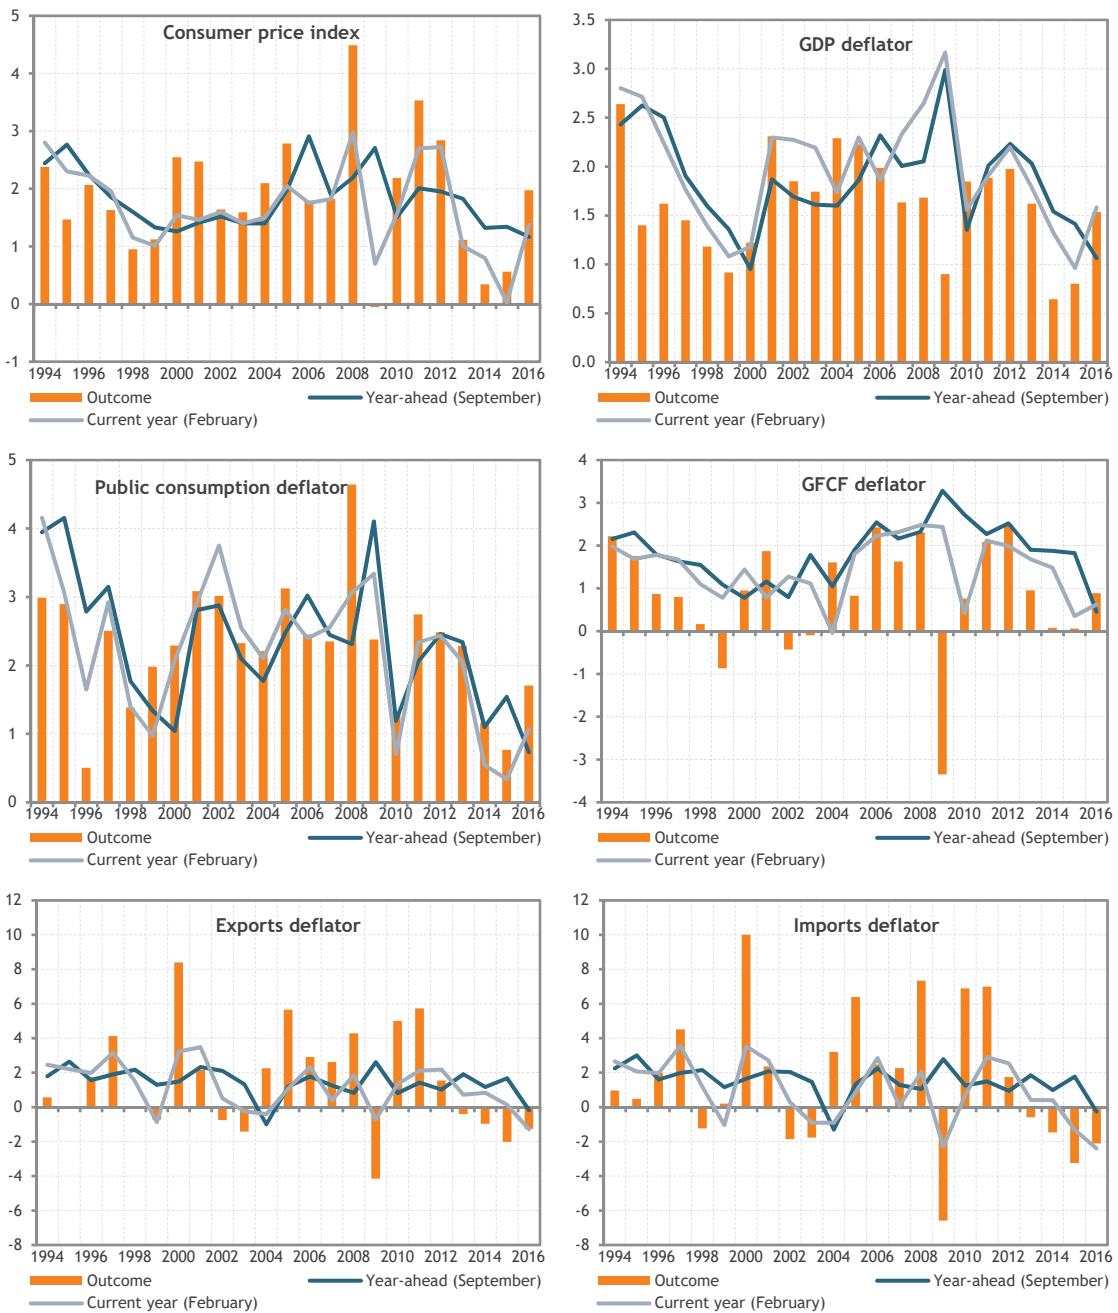 Consumer price index
5
4
3
2
1
0
-1
1994 1996 1998 2000 2002 2004 2006 2008 2010 2012 2014 2016
Outcome Year-ahead (September)
Current year (February)
GDP deflator
3.5
3.0
2.5
2.0
1.5
1.0
0.5
0.0
1994 1996 1998 2000 2002 2004 2006 2008 2010 2012 2014 2016
Outcome Year-ahead (September)
Current year (February)
Public consumption deflator
5
4
3
2
1
0
1994 1996 1998 2000 2002 2004 2006 2008 2010 2012 2014 2016
Outcome Year-ahead (September)
Current year (February)
GFCF deflator
4
3
2
1
0
-1
-2
-3
-4
1994 1996 1998 2000 2002 2004 2006 2008 2010 2012 2014 2016
Outcome Year-ahead (September)
Current year (February)
Exports deflator
12
10
8
6
4
2
0
-2
-4
-6
-8
1994 1996 1998 2000 2002 2004 2006 2008 2010 2012 2014 2016
Outcome Year-ahead (September)
Current year (February)
Imports deflator
12
10
8
6
4
2
0
-2
-4
-6
-8
1994 1996 1998 2000 2002 2004 2006 2008 2010 2012 2014 2016
Outcome Year-ahead (September)
Current year (February)